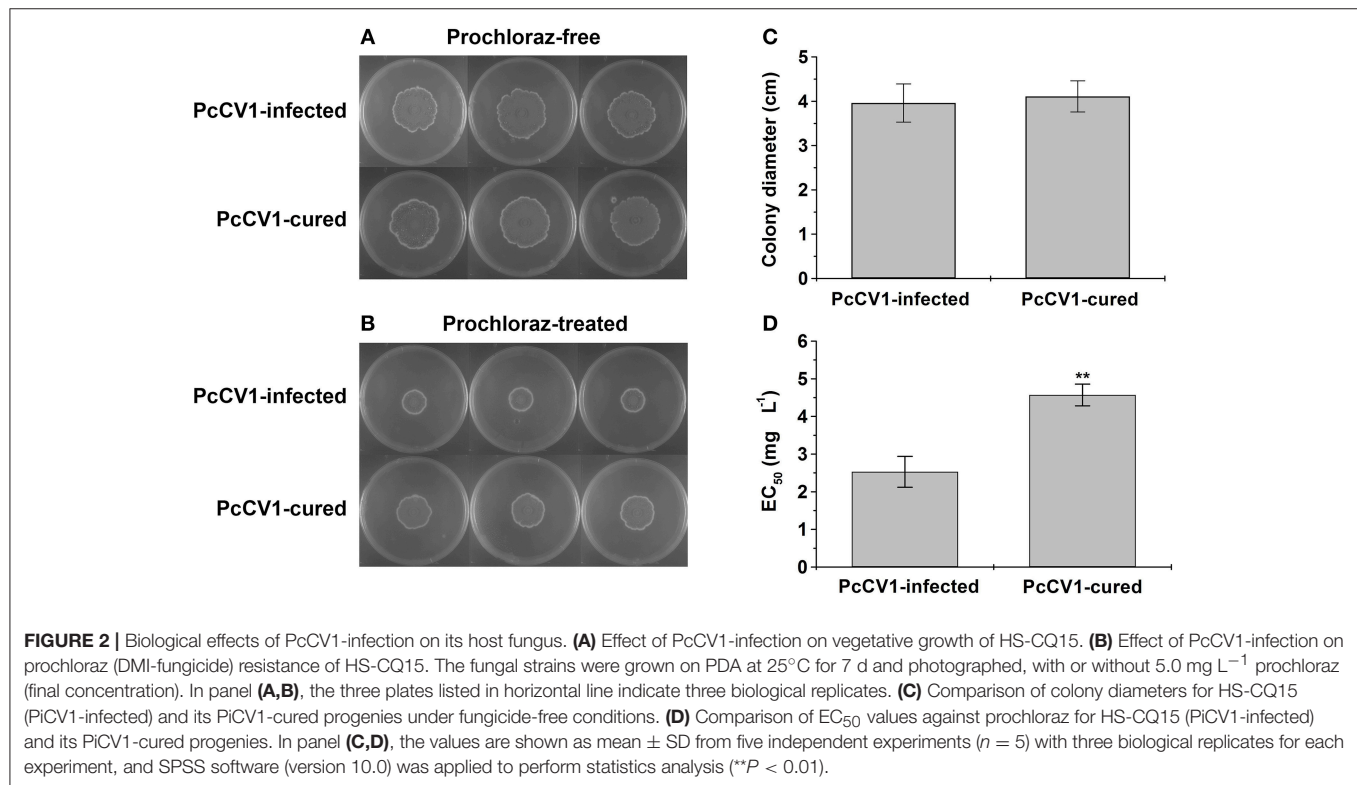 A
Prochloraz-free
PcCV1-infected
PcCV1-cured
B
Prochloraz-treated
PcCV1-infected
PcCV1-cured
C
Colony diameter (cm)
5
4
3
2
1
0
PcCV1-infected
PcCV1-cured
D
EC50 (mg L-1)
6
5
4
3
2
1
0
**
PcCV1-infected
PcCV1-cured
FIGURE 2 | Biological effects of PcCV1-infection on its host fungus. (A) Effect of PcCV1-infection on vegetative growth of HS-CQ15. (B) Effect of PcCV1-infection on
prochloraz (DMI-fungicide) resistance of HS-CQ15. The fungal strains were grown on PDA at 25°C for 7 d and photographed, with or without 5.0 mg L−1 prochloraz
(final concentration). In panel (A,B), the three plates listed in horizontal line indicate three biological replicates. (C) Comparison of colony diameters for HS-CQ15
(PiCV1-infected) and its PiCV1-cured progenies under fungicide-free conditions. (D) Comparison of EC50 values against prochloraz for HS-CQ15 (PiCV1-infected)
and its PiCV1-cured progenies. In panel (C,D), the values are shown as mean ± SD from five independent experiments (n = 5) with three biological replicates for each
experiment, and SPSS software (version 10.0) was applied to perform statistics analysis (**P < 0.01).